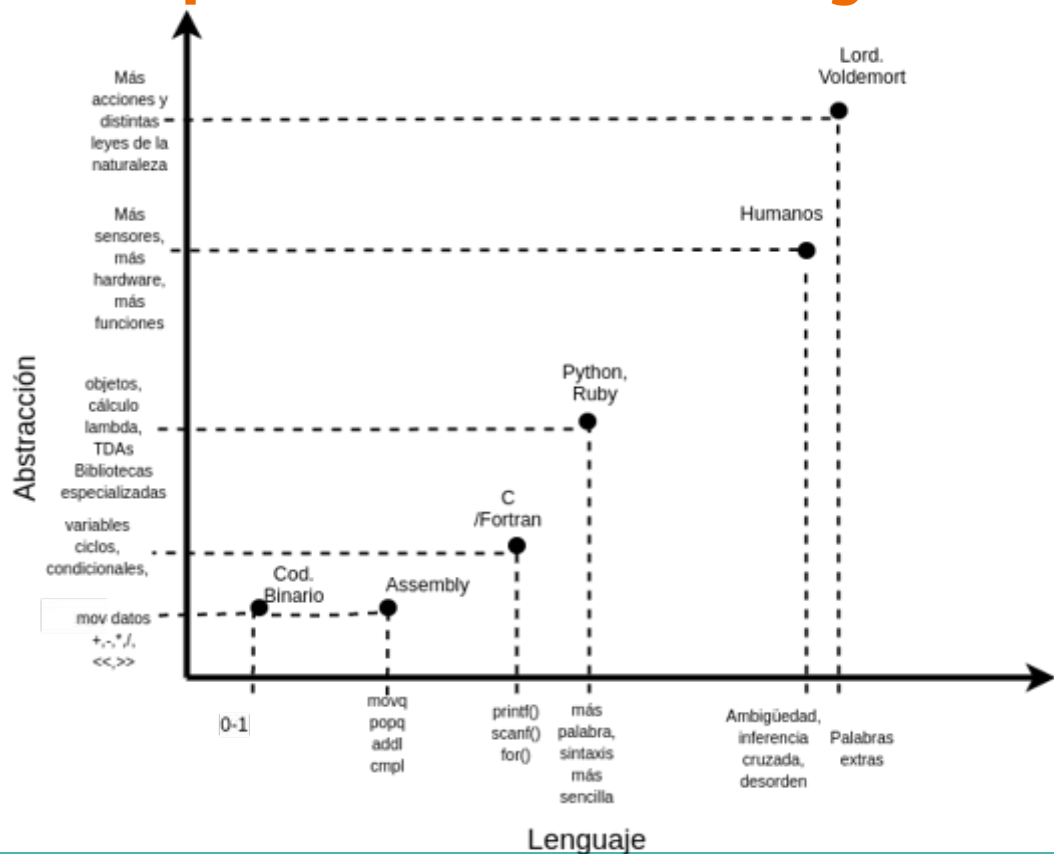 Lord.
Voldemort
Más
acciones y
distintas
leyes de la
naturaleza
Humanos
Más
sensores,
más
hardware,
más
funciones
Python,
Ruby
objetos,
cálculo
lambda,
TDAs
Bibliotecas
especializadas
Abstracción
C
/Fortran
variables
ciclos,
condicionales,
Cod.
Binario
Assembly
mov datos
+,-,*,/,
<<,>>
0-1
movq
popq
addl
cmpl
printf()
scanf()
for()
más
palabra,
sintaxis
más
sencilla
Ambigüedad,
inferencia
cruzada,
desorden
Palabras
extras
Lenguaje